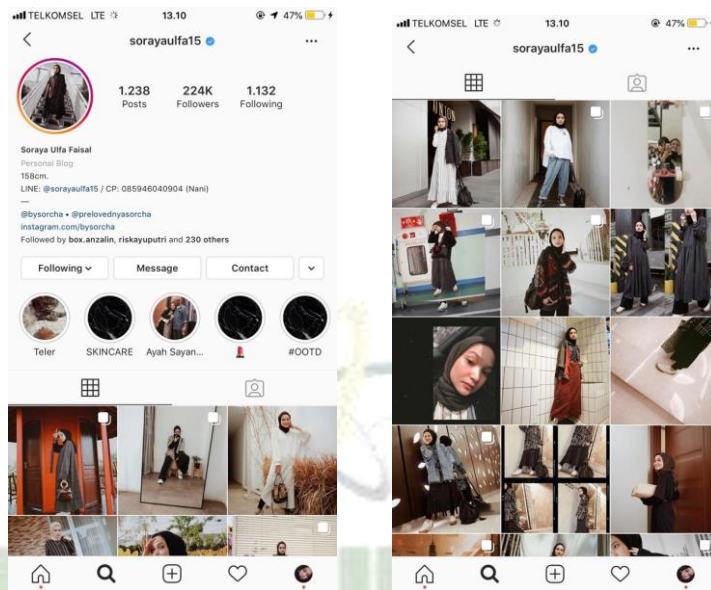 TELKOMSEL LTE 13.10 47%
sorayaulfa15
1.238 224K 1.132
Posts Followers Following
Soraya Ulfa Faisal
Personal Blog
158cm.
LINE: @sorayaulfa15 / CP: 085946040904 (Nani)
—
@bysorcha • @prelovednyasorcha
instagram.com/bysorcha
Followed by box.anzalin, riskayuputri and 230 others
Following Message Contact
Teler SKINCARE Ayah Sayan... #OOTD
TELKOMSEL LTE 13.10 47%
sorayaulfa15
UNION